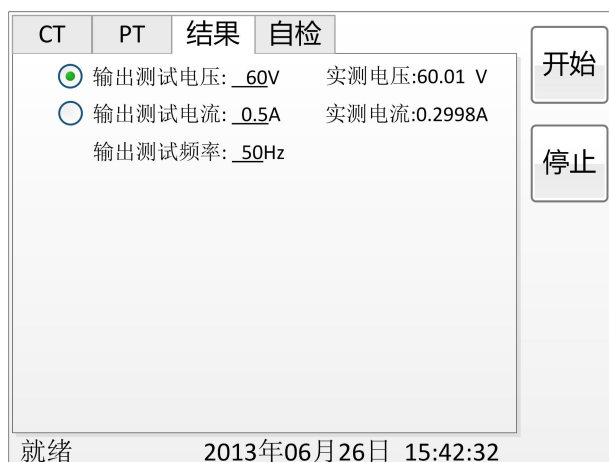 CT PT 结果 自检
开始
输出测试电压: 60V 实测电压:60.01 V
输出测试电流: 0.5A 实测电流:0.2998A
输出测试频率: 50Hz
停止
就绪 2013年06月26日 15:42:32